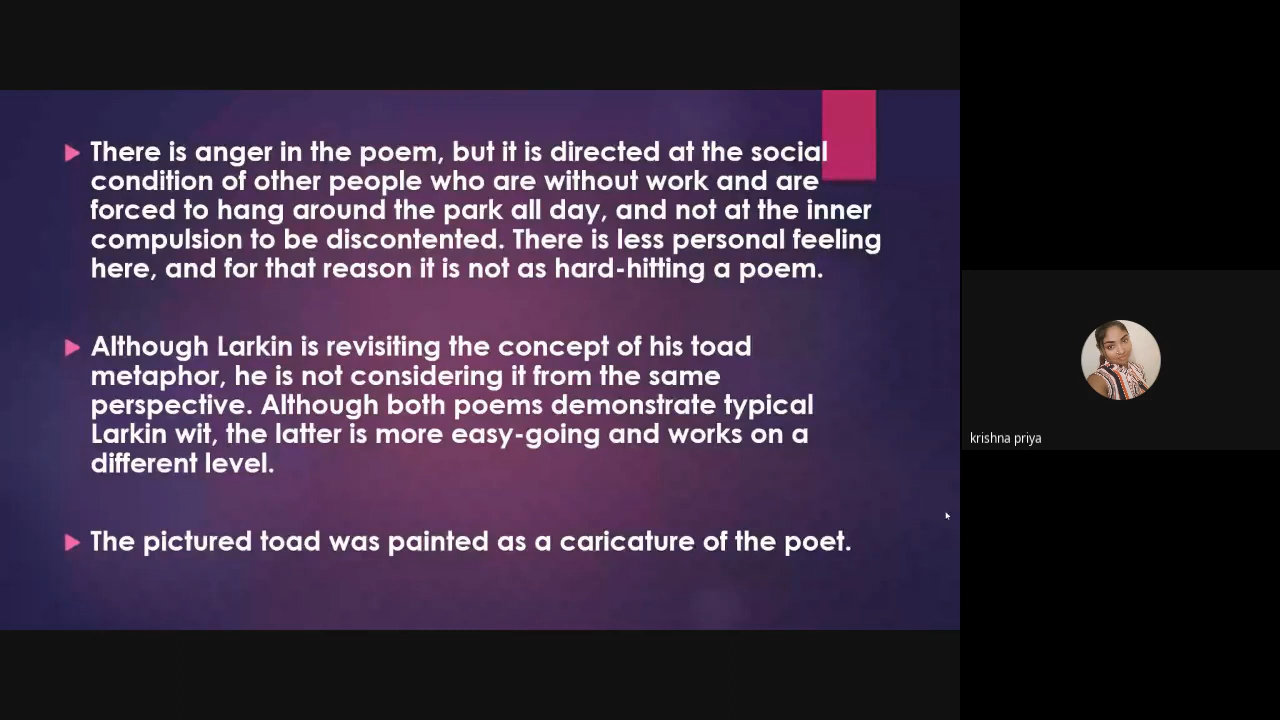 There is anger in the poem, but it is directed at the social
condition of other people who are without work and are
forced to hang around the park all day, and not at the inner
compulsion to be discontented. There is less personal feeling
here, and for that reason it is not as hard-hitting a poem.
Although Larkin is revisiting the concept of his toad
metaphor, he is not considering it from the same
perspective. Although both poems demonstrate typical
Larkin wit, the latter is more easy-going and works on a
different level.
The pictured toad was painted as a caricature of the poet.
krishna priya